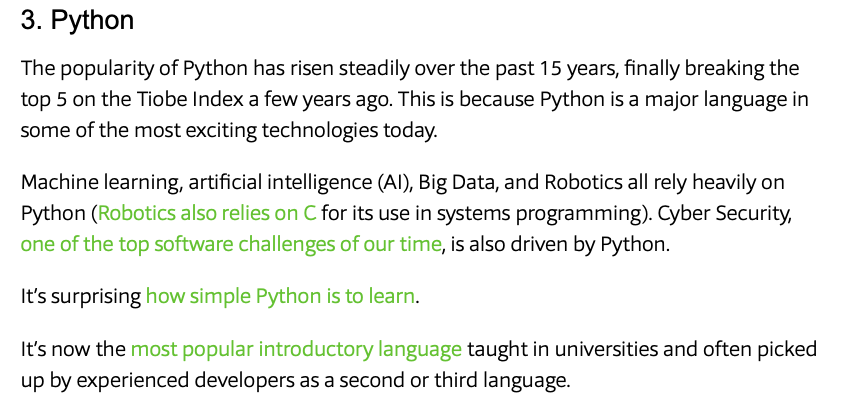 3. Python
The popularity of Python has risen steadily over the past 15 years, finally breaking the
top 5 on the Tiobe Index a few years ago. This is because Python is a major language in
some of the most exciting technologies today.
Machine learning, artificial intelligence (AI), Big Data, and Robotics all rely heavily on
Python (Robotics also relies on C for its use in systems programming). Cyber Security,
one of the top software challenges of our time, is also driven by Python.
It’s surprising how simple Python is to learn.
It’s now the most popular introductory language taught in universities and often picked
up by experienced developers as a second or third language.